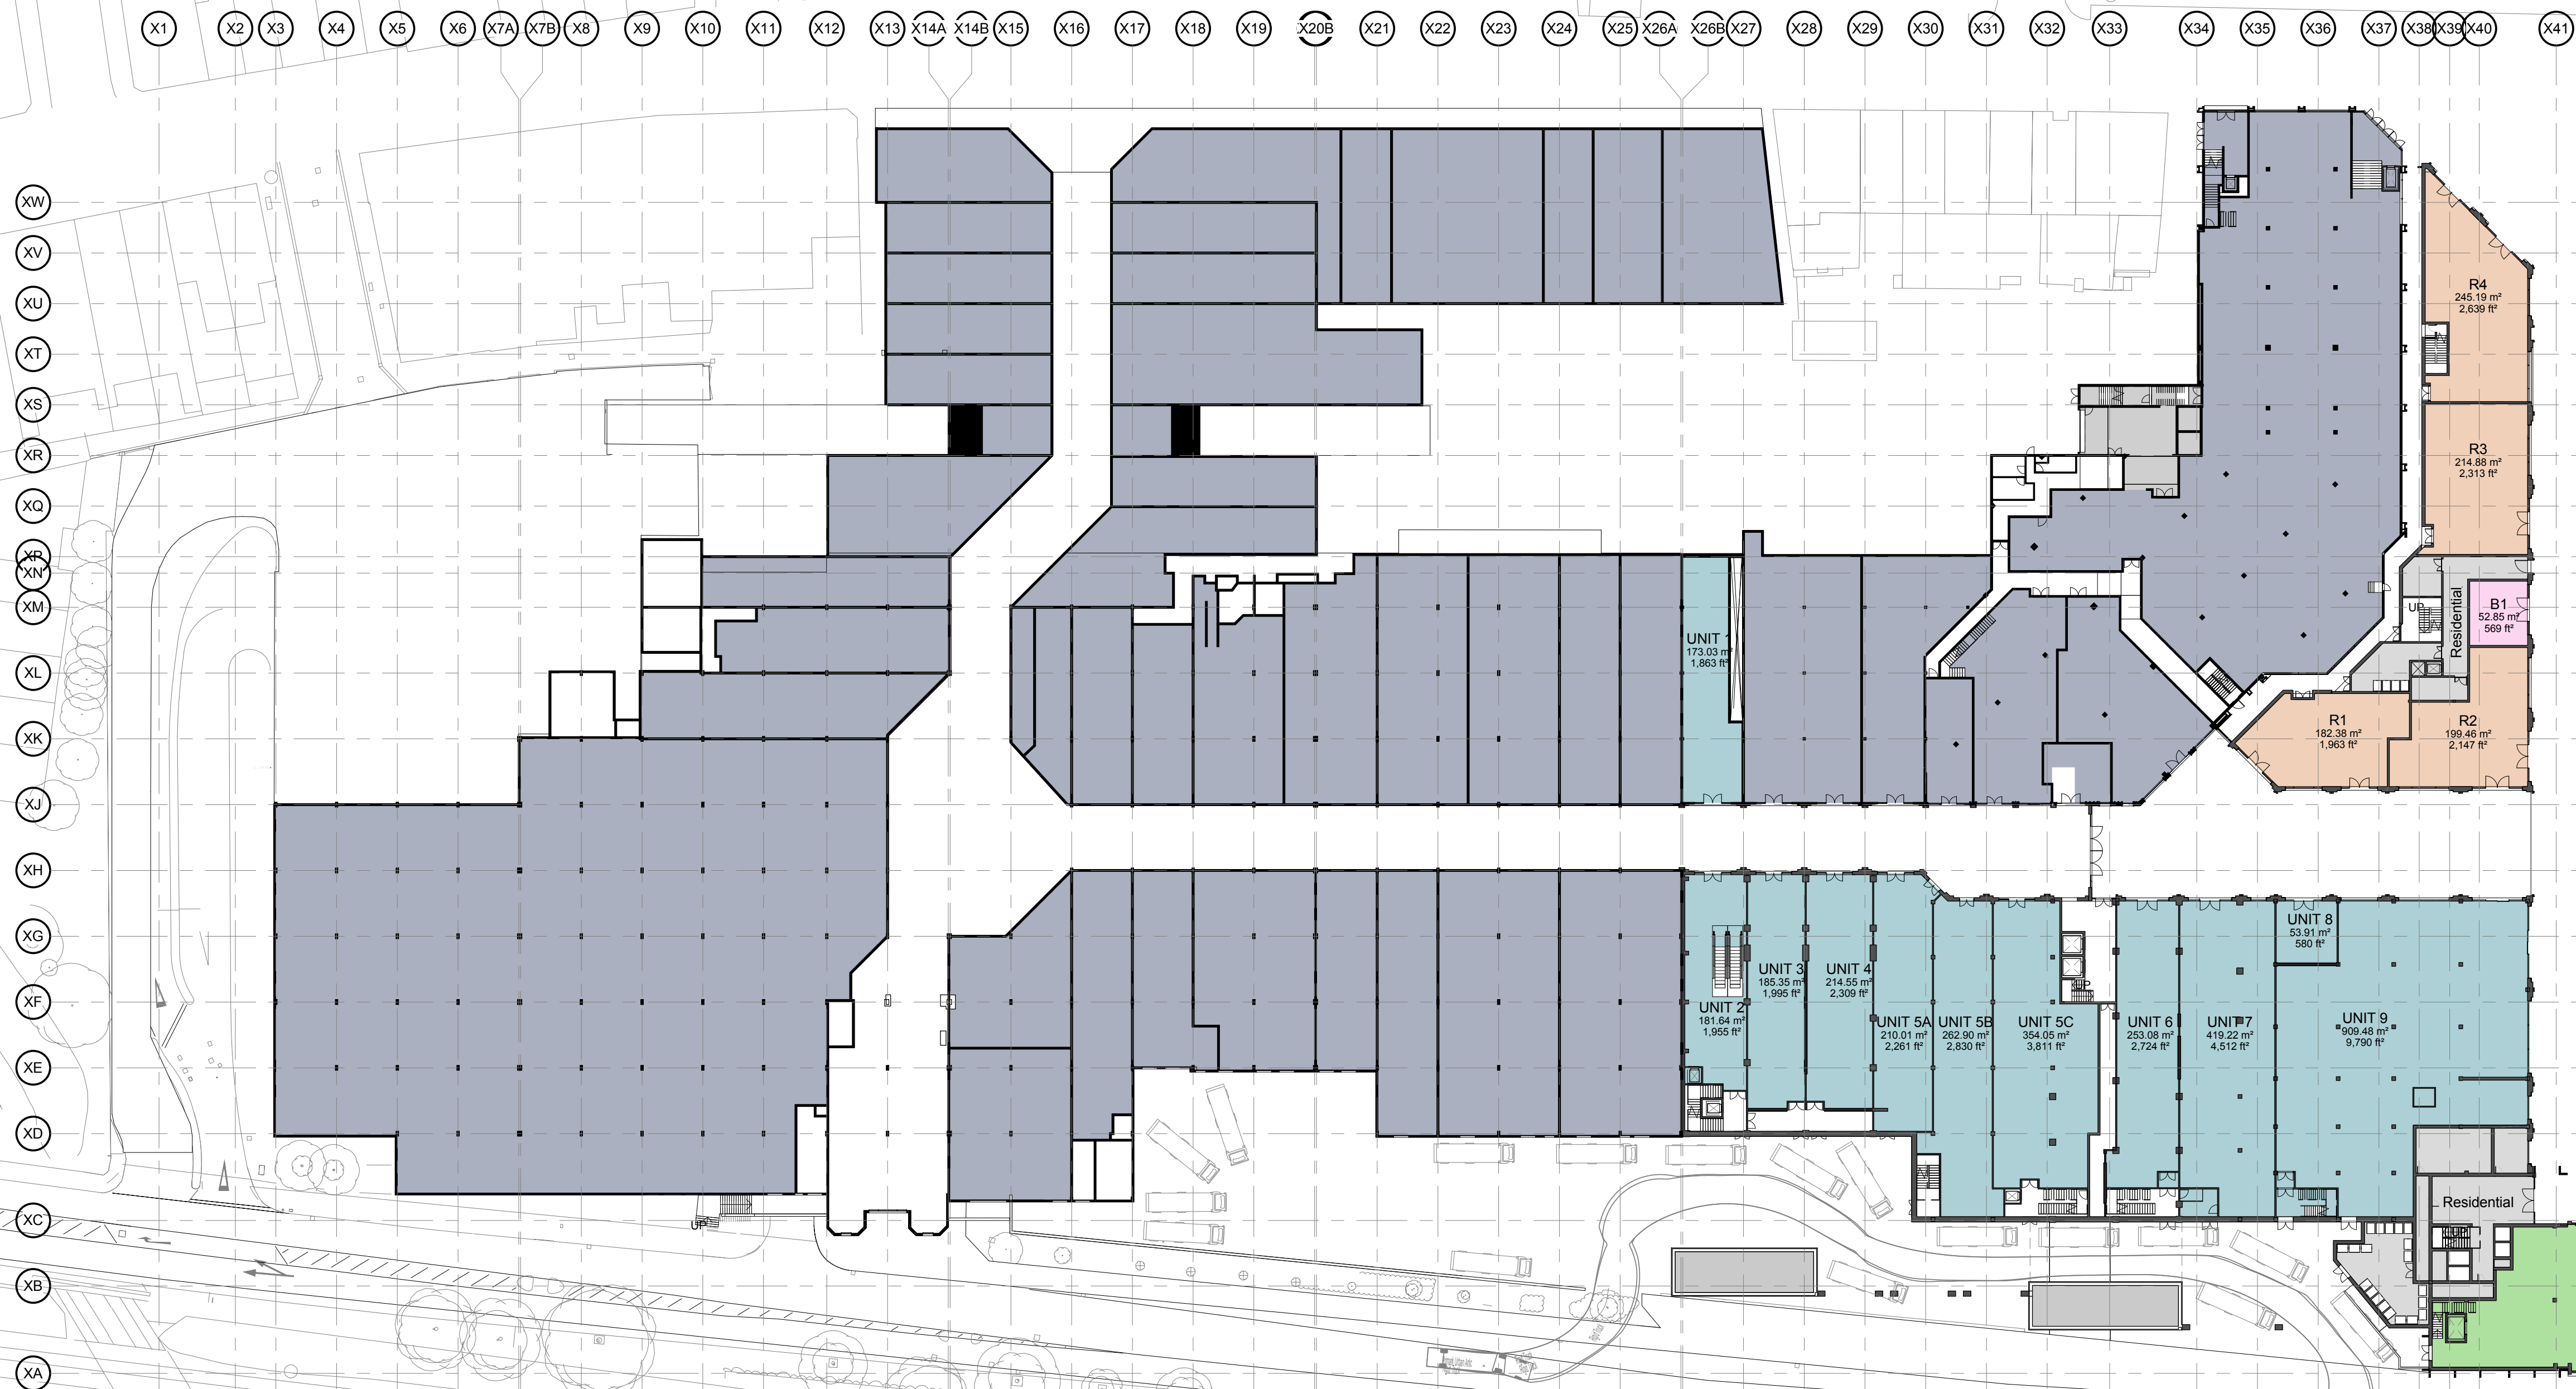 X1 X2 X3 X4 X5 X6 X7A X7B X8 X9 X10 X11 X12 X13 X14A X14B X15 X16 X17 X18 X19 X20B X21 X22 X23 X24 X25 X26A X26B X27 X28 X29 X30 X31 X32 X33 X34 X35 X36 X37 X38 X39 X40 X41
XW
XV
XU
XT
XS
XR
XQ
XN
XM
XL
XK
XJ
XH
XG
XF
XE
XD
XC
XB
XA
R4
245.19 m²
2,639 ft²
R3
214.88 m²
2,313 ft²
B1
52.85 m²
569 ft²
Residential
UP
R1
182.38 m²
1,963 ft²
R2
199.46 m²
2,147 ft²
UNIT 1
173.03 m²
1,863 ft²
UNIT 2
181.64 m²
1,955 ft²
UNIT 3
185.35 m²
1,995 ft²
UNIT 4
214.55 m²
2,309 ft²
UNIT 5A
210.01 m²
2,261 ft²
UNIT 5B
262.90 m²
2,830 ft²
UNIT 5C
354.05 m²
3,811 ft²
UNIT 6
253.08 m²
2,724 ft²
UNIT 7
419.22 m²
4,512 ft²
UNIT 8
53.91 m²
580 ft²
UNIT 9
909.48 m²
9,790 ft²
Residential
UP
UP
L